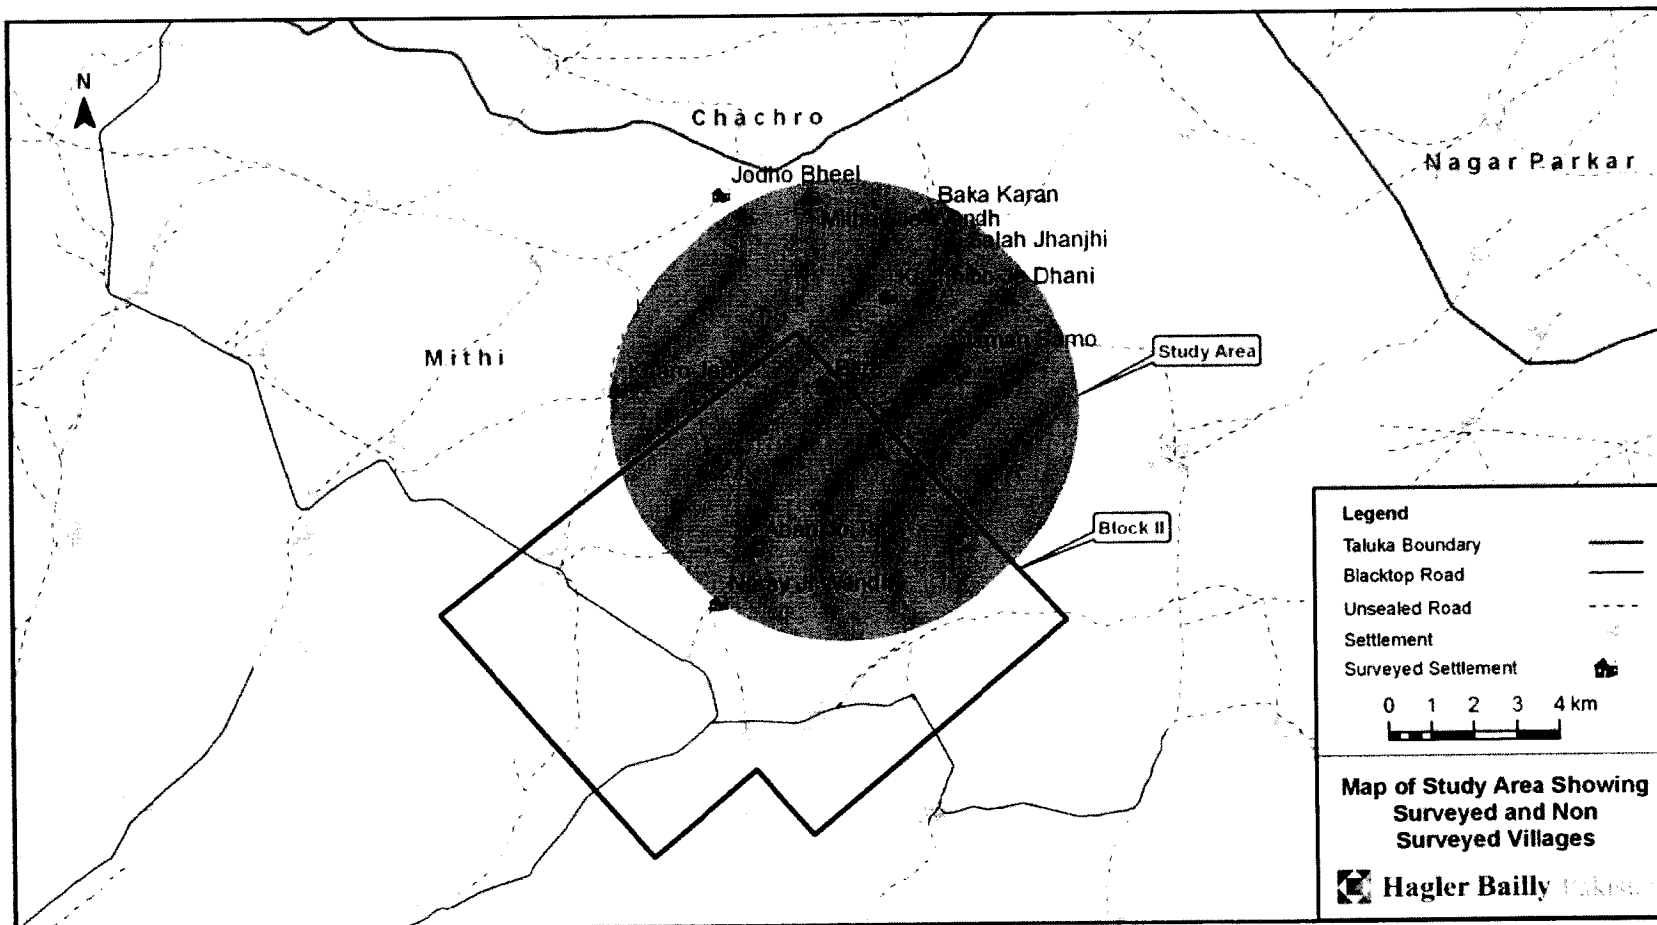 N
Chachro
Nagar Parkar
Jodho Bheel
Baka Karan
Jhanjhi
Dhani
Mithi
Study Area
Block II
Legend
Taluka Boundary
Blacktop Road
Unsealed Road
Settlement
Surveyed Settlement
0 1 2 3 4 km
Map of Study Area Showing
Surveyed and Non
Surveyed Villages
Hagler Bailly